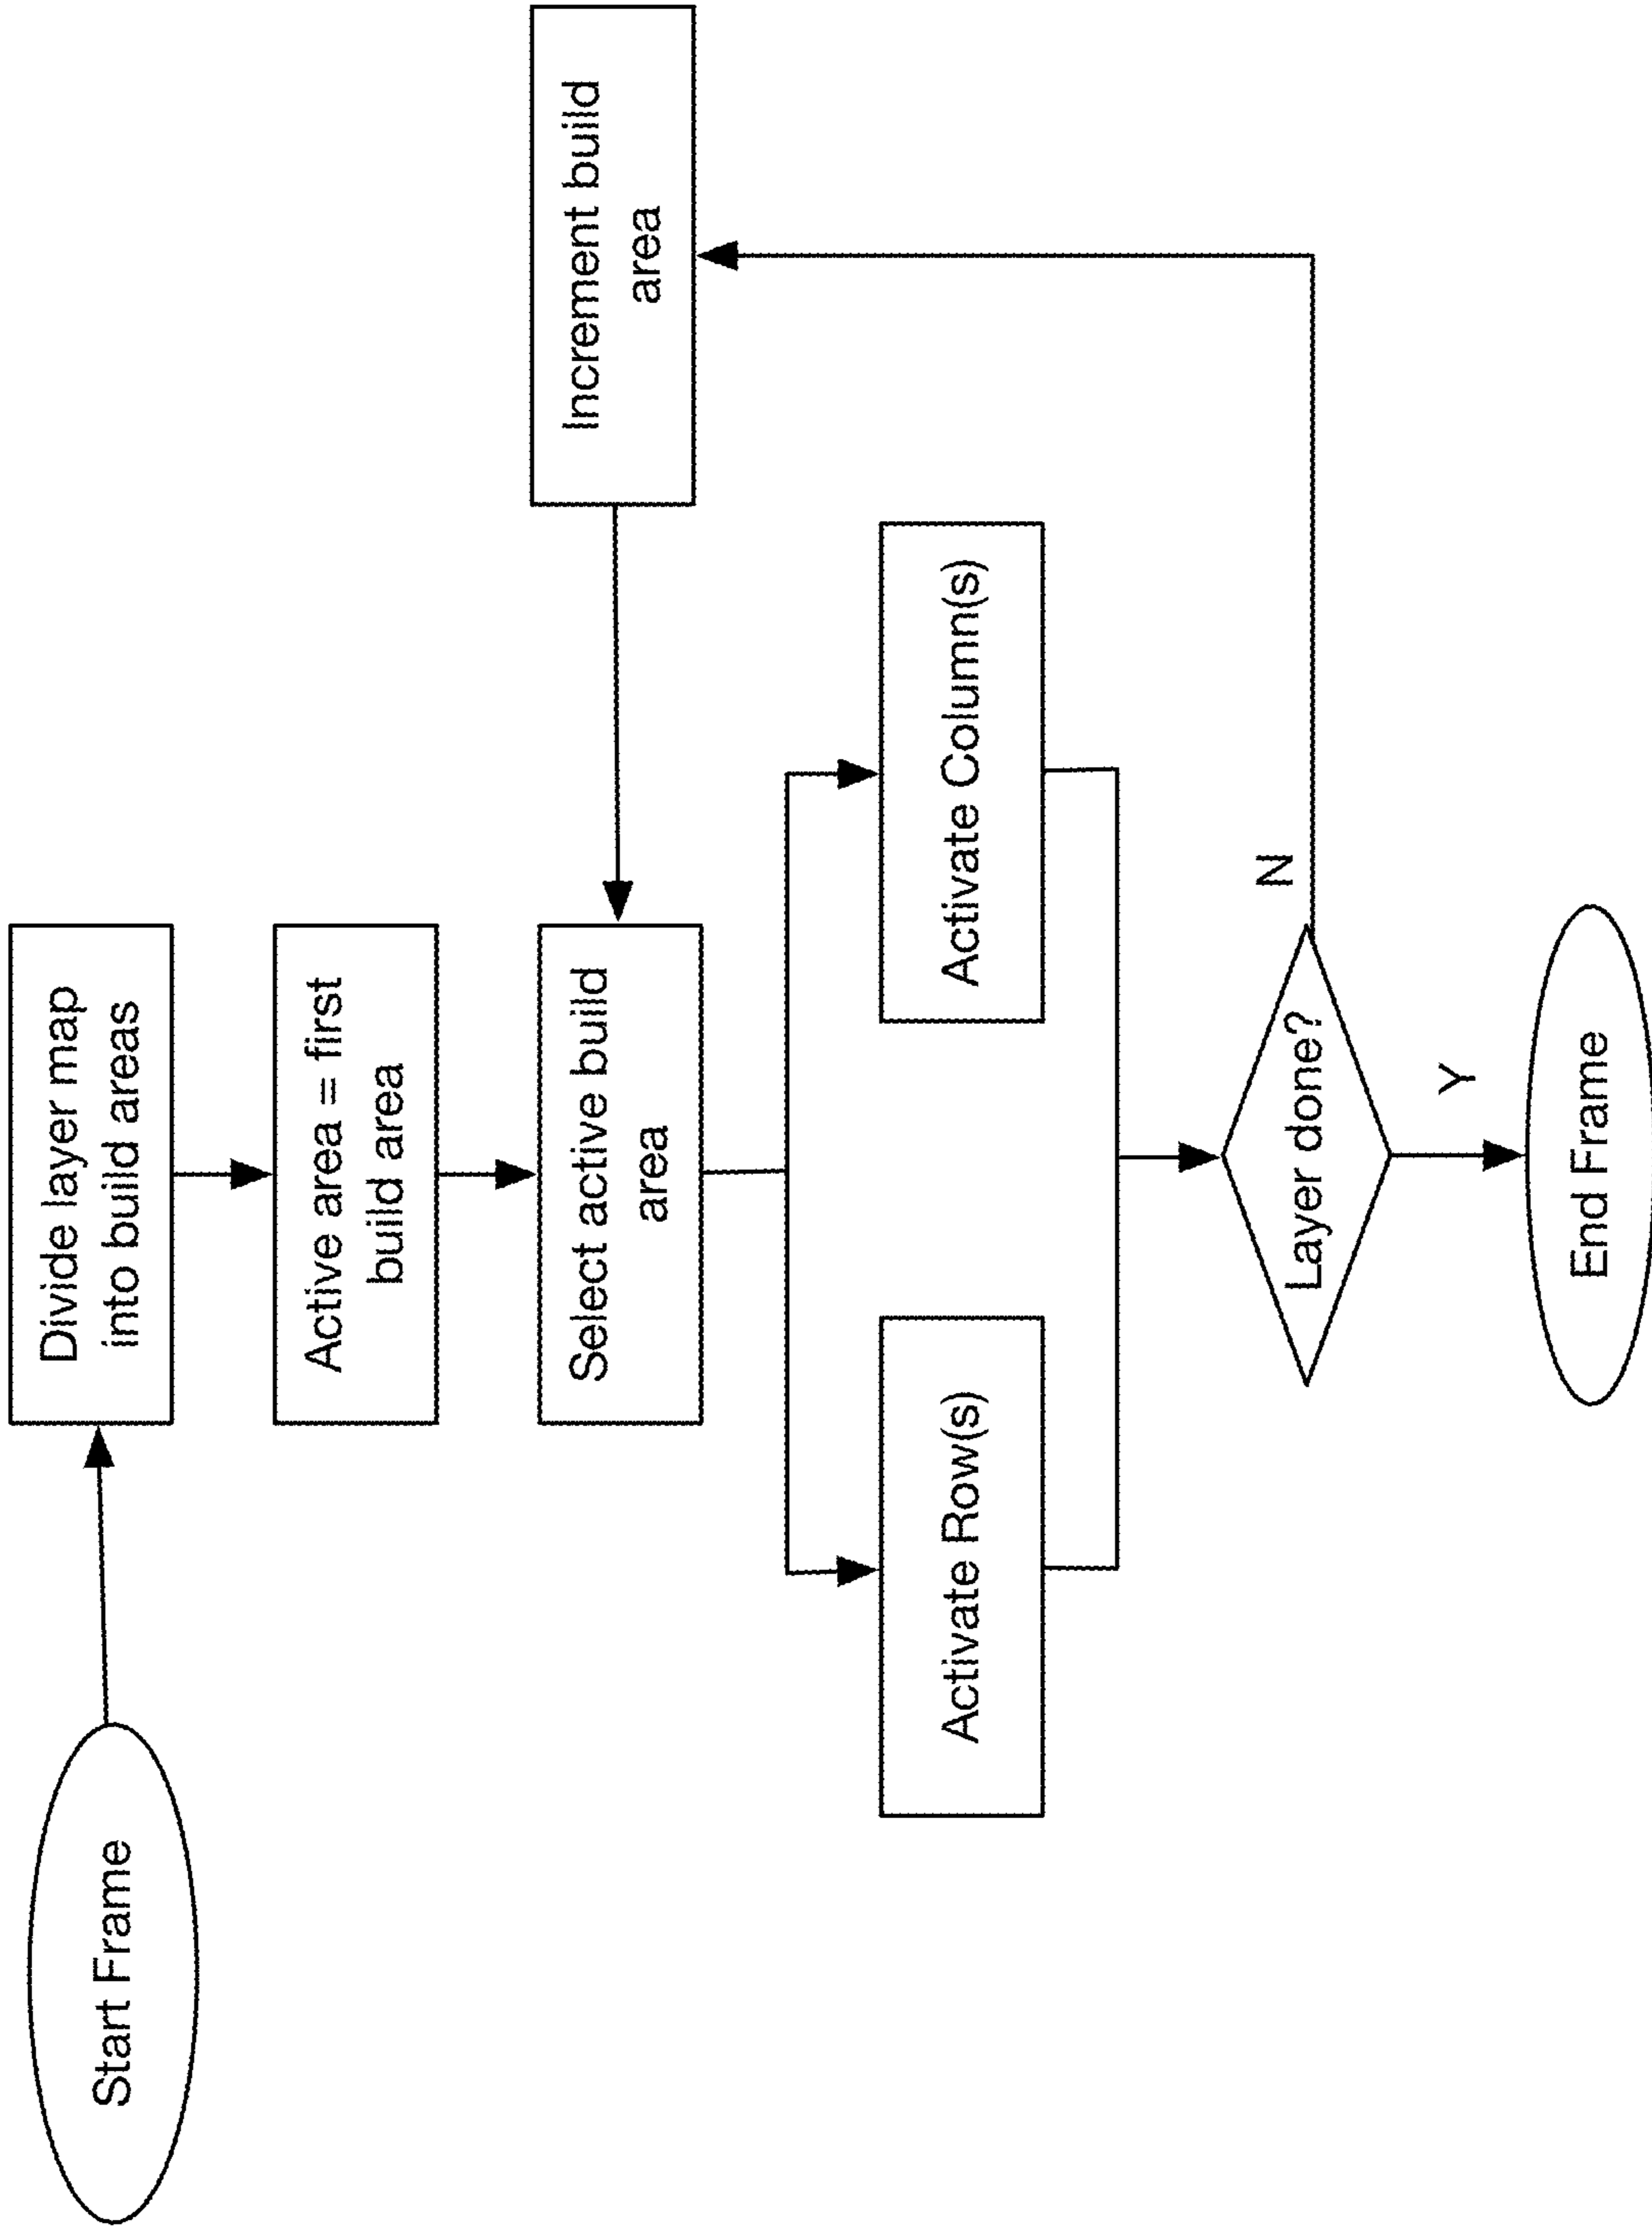 Start Frame
Divide layer map
into build areas
Active area = first
build area
Select active build
area
Increment build
area
Activate Row(s)
Activate Column(s)
Layer done?
N
Y
End Frame